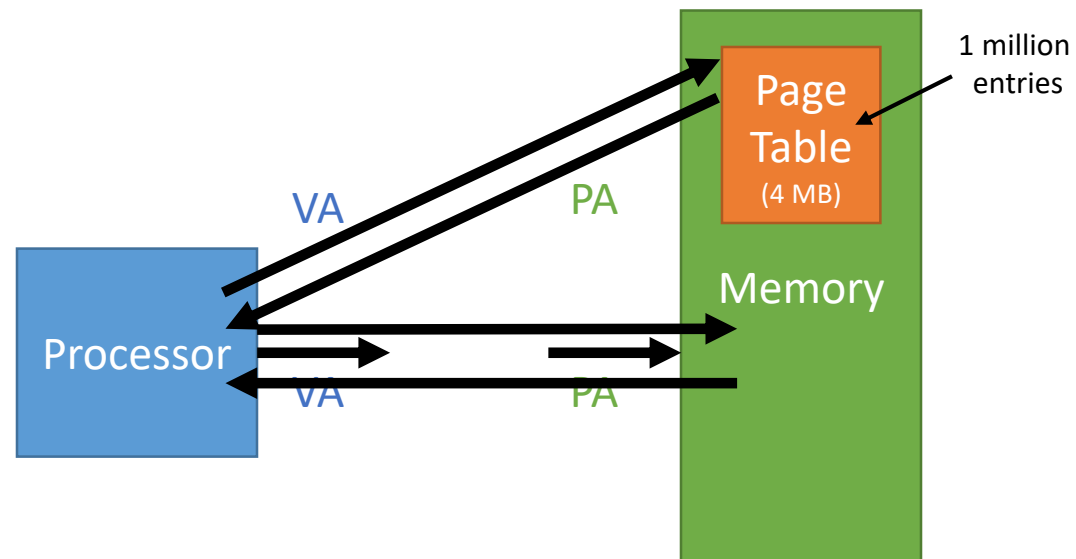 1 million
entries
Page
Table
(4 MB)
VA
PA
Memory
Processor
VA
PA